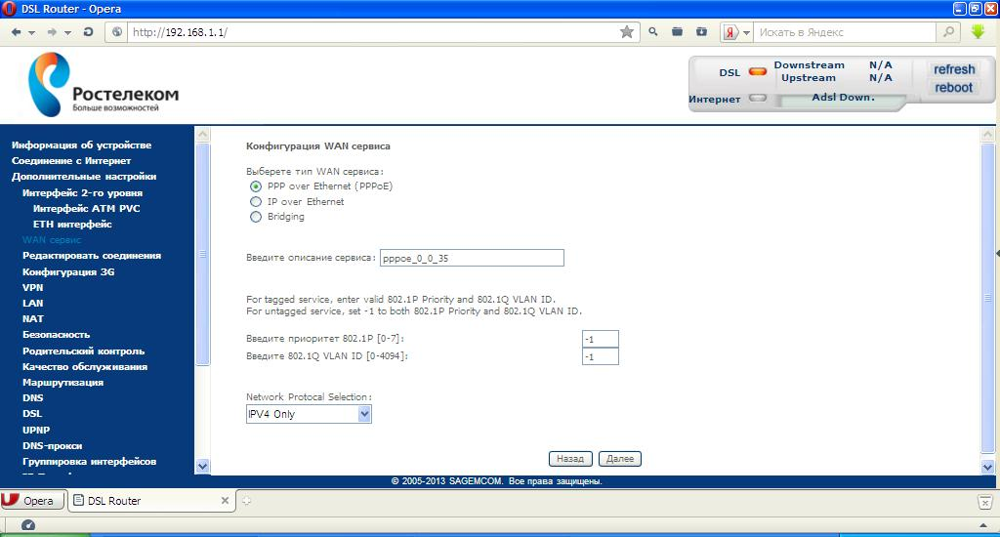 DSL Router - Opera
http://192.168.1.1/
Я
Искать в Яндекс
Ростелеком
Больше возможностей
DSL
Downstream N/A
Upstream N/A
Интернет
Adsl Down.
refresh
reboot
Информация об устройстве
Соединение с Интернет
Дополнительные настройки
Интерфейс 2-го уровня
Интерфейс ATM PVC
ETH интерфейс
WAN сервис
Редактировать соединения
Конфигурация 3G
VPN
LAN
NAT
Безопасность
Родительский контроль
Качество обслуживания
Маршрутизация
DNS
DSL
UPNP
DNS-прокси
Группировка интерфейсов
Конфигурация WAN сервиса
Выберете тип WAN сервиса:
PPP over Ethernet (PPPoE)
IP over Ethernet
Bridging
Введите описание сервиса: pppoe_0_0_35
For tagged service, enter valid 802.1P Priority and 802.1Q VLAN ID.
For untagged service, set -1 to both 802.1P Priority and 802.1Q VLAN ID.
Введите приоритет 802.1P [0-7]: -1
Введите 802.1Q VLAN ID [0-4094]: -1
Network Protocal Selection:
IPV4 Only
Назад Далее
© 2005-2013 SAGEMCOM. Все права защищены.
Opera
DSL Router